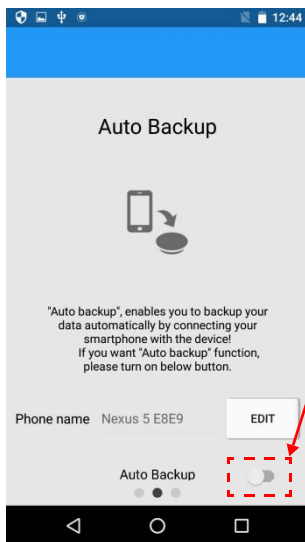 12:44
Auto Backup
"Auto backup", enables you to backup your
data automatically by connecting your
smartphone with the device!
If you want "Auto backup" function,
please turn on below button.
Phone name Nexus 5 E8E9 EDIT
Auto Backup